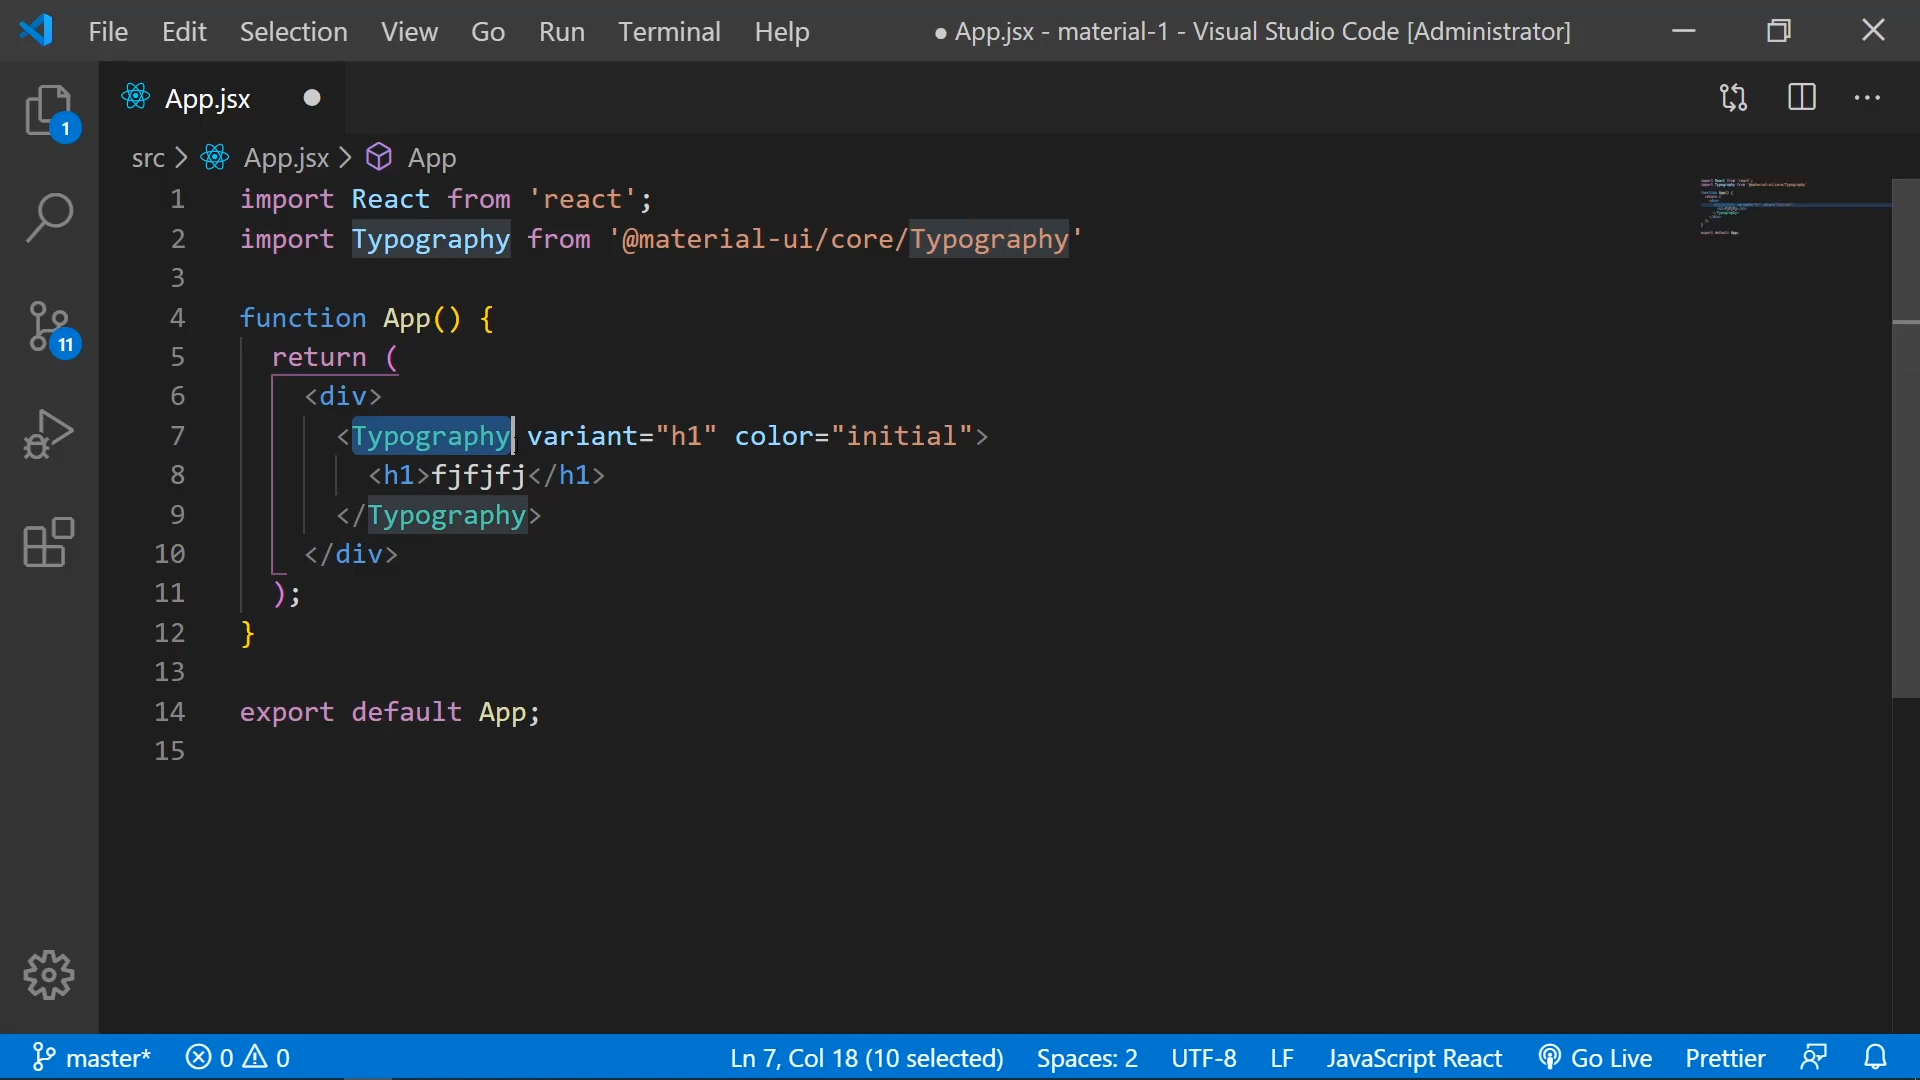 File Edit Selection View Go Run Terminal Help ● App.jsx - material-1 - Visual Studio Code [Administrator]
App.jsx
1
src > App.jsx > App
1 import React from 'react';
2 import Typography from '@material-ui/core/Typography'
3
4 function App() {
5 return (
6 <div>
7 <Typography variant="h1" color="initial">
8 <h1>fjfjfj</h1>
9 </Typography>
10 </div>
11 );
12 }
13
14 export default App;
15
11
master* 0 0 Ln 7, Col 18 (10 selected) Spaces: 2 UTF-8 LF JavaScript React Go Live Prettier